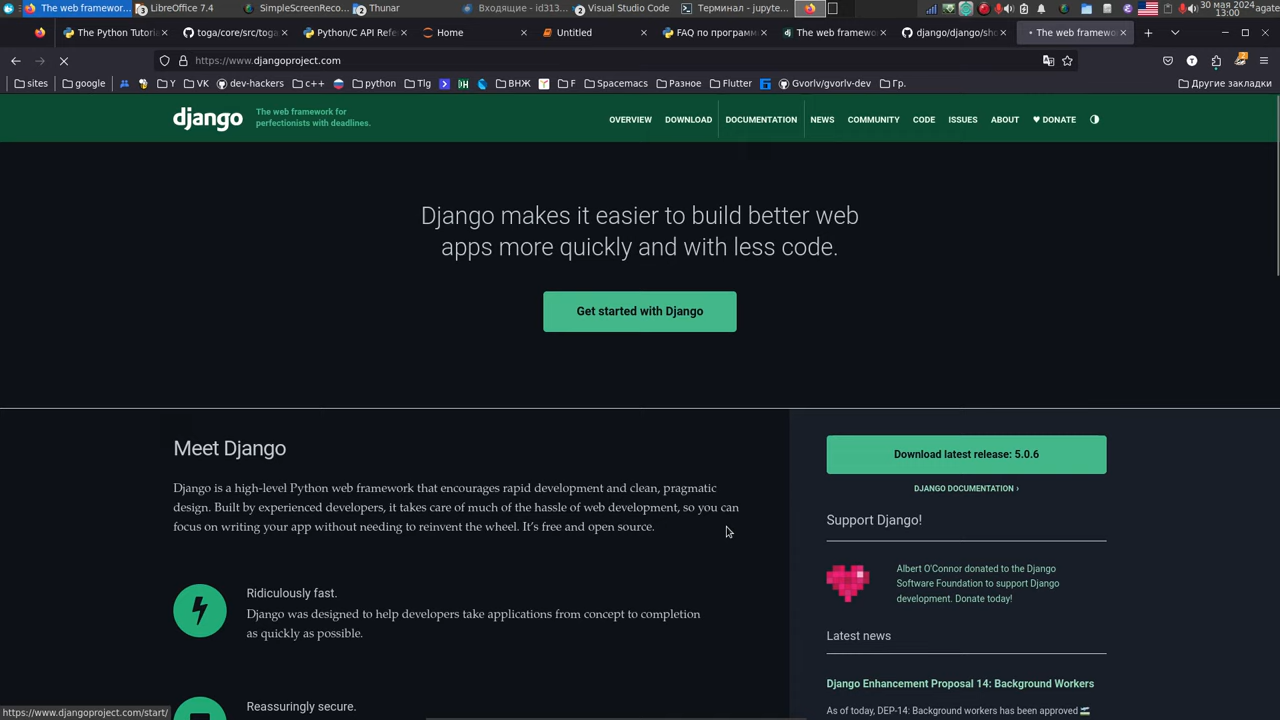 The web framewor...
LibreOffice 7.4
SimpleScreenReco...
Thunar
Входящие - id313...
Visual Studio Code
Терминал - jupyte...
30 мая 2024
13:00
agate
The Python Tutoria
toga/core/src/toga
Python/C API Refe
Home
Untitled
FAQ по программ
The web framewo
django/django/sho
The web framewo
https://www.djangoproject.com
sites
google
Y
VK
dev-hackers
c++
python
Tlg
ВНЖ
F
Spacemacs
Разное
Flutter
Gvorlv/gvorlv-dev
Гр.
Другие закладки
django
The web framework for
perfectionists with deadlines.
OVERVIEW
DOWNLOAD
DOCUMENTATION
NEWS
COMMUNITY
CODE
ISSUES
ABOUT
♥ DONATE
Django makes it easier to build better web
apps more quickly and with less code.
Get started with Django
Meet Django
Django is a high-level Python web framework that encourages rapid development and clean, pragmatic
design. Built by experienced developers, it takes care of much of the hassle of web development, so you can
focus on writing your app without needing to reinvent the wheel. It's free and open source.
Ridiculously fast.
Django was designed to help developers take applications from concept to completion
as quickly as possible.
Reassuringly secure.
Download latest release: 5.0.6
DJANGO DOCUMENTATION ›
Support Django!
Albert O'Connor donated to the Django
Software Foundation to support Django
development. Donate today!
Latest news
Django Enhancement Proposal 14: Background Workers
As of today, DEP-14: Background workers has been approved
https://www.djangoproject.com/start/